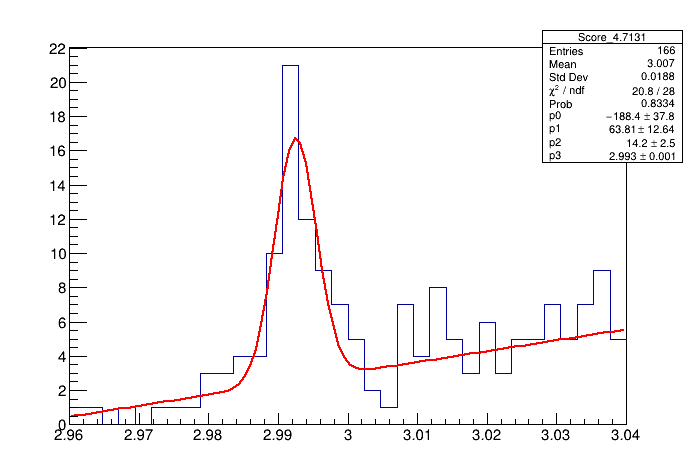 Score_4.7131
Entries 166
Mean 3.007
Std Dev 0.0188
χ² / ndf 20.8 / 28
Prob 0.8334
p0 −188.4 ± 37.8
p1 63.81 ± 12.64
p2 14.2 ± 2.5
p3 2.993 ± 0.001
22
20
18
16
14
12
10
8
6
4
2
0
2.96 2.97 2.98 2.99 3 3.01 3.02 3.03 3.04